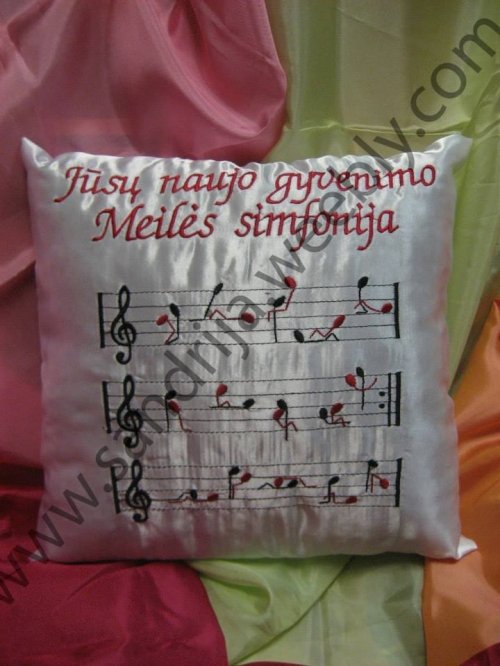 Jūsų naujo gyvenimo
Meilės simfonija
www.sandrija.weebly.com